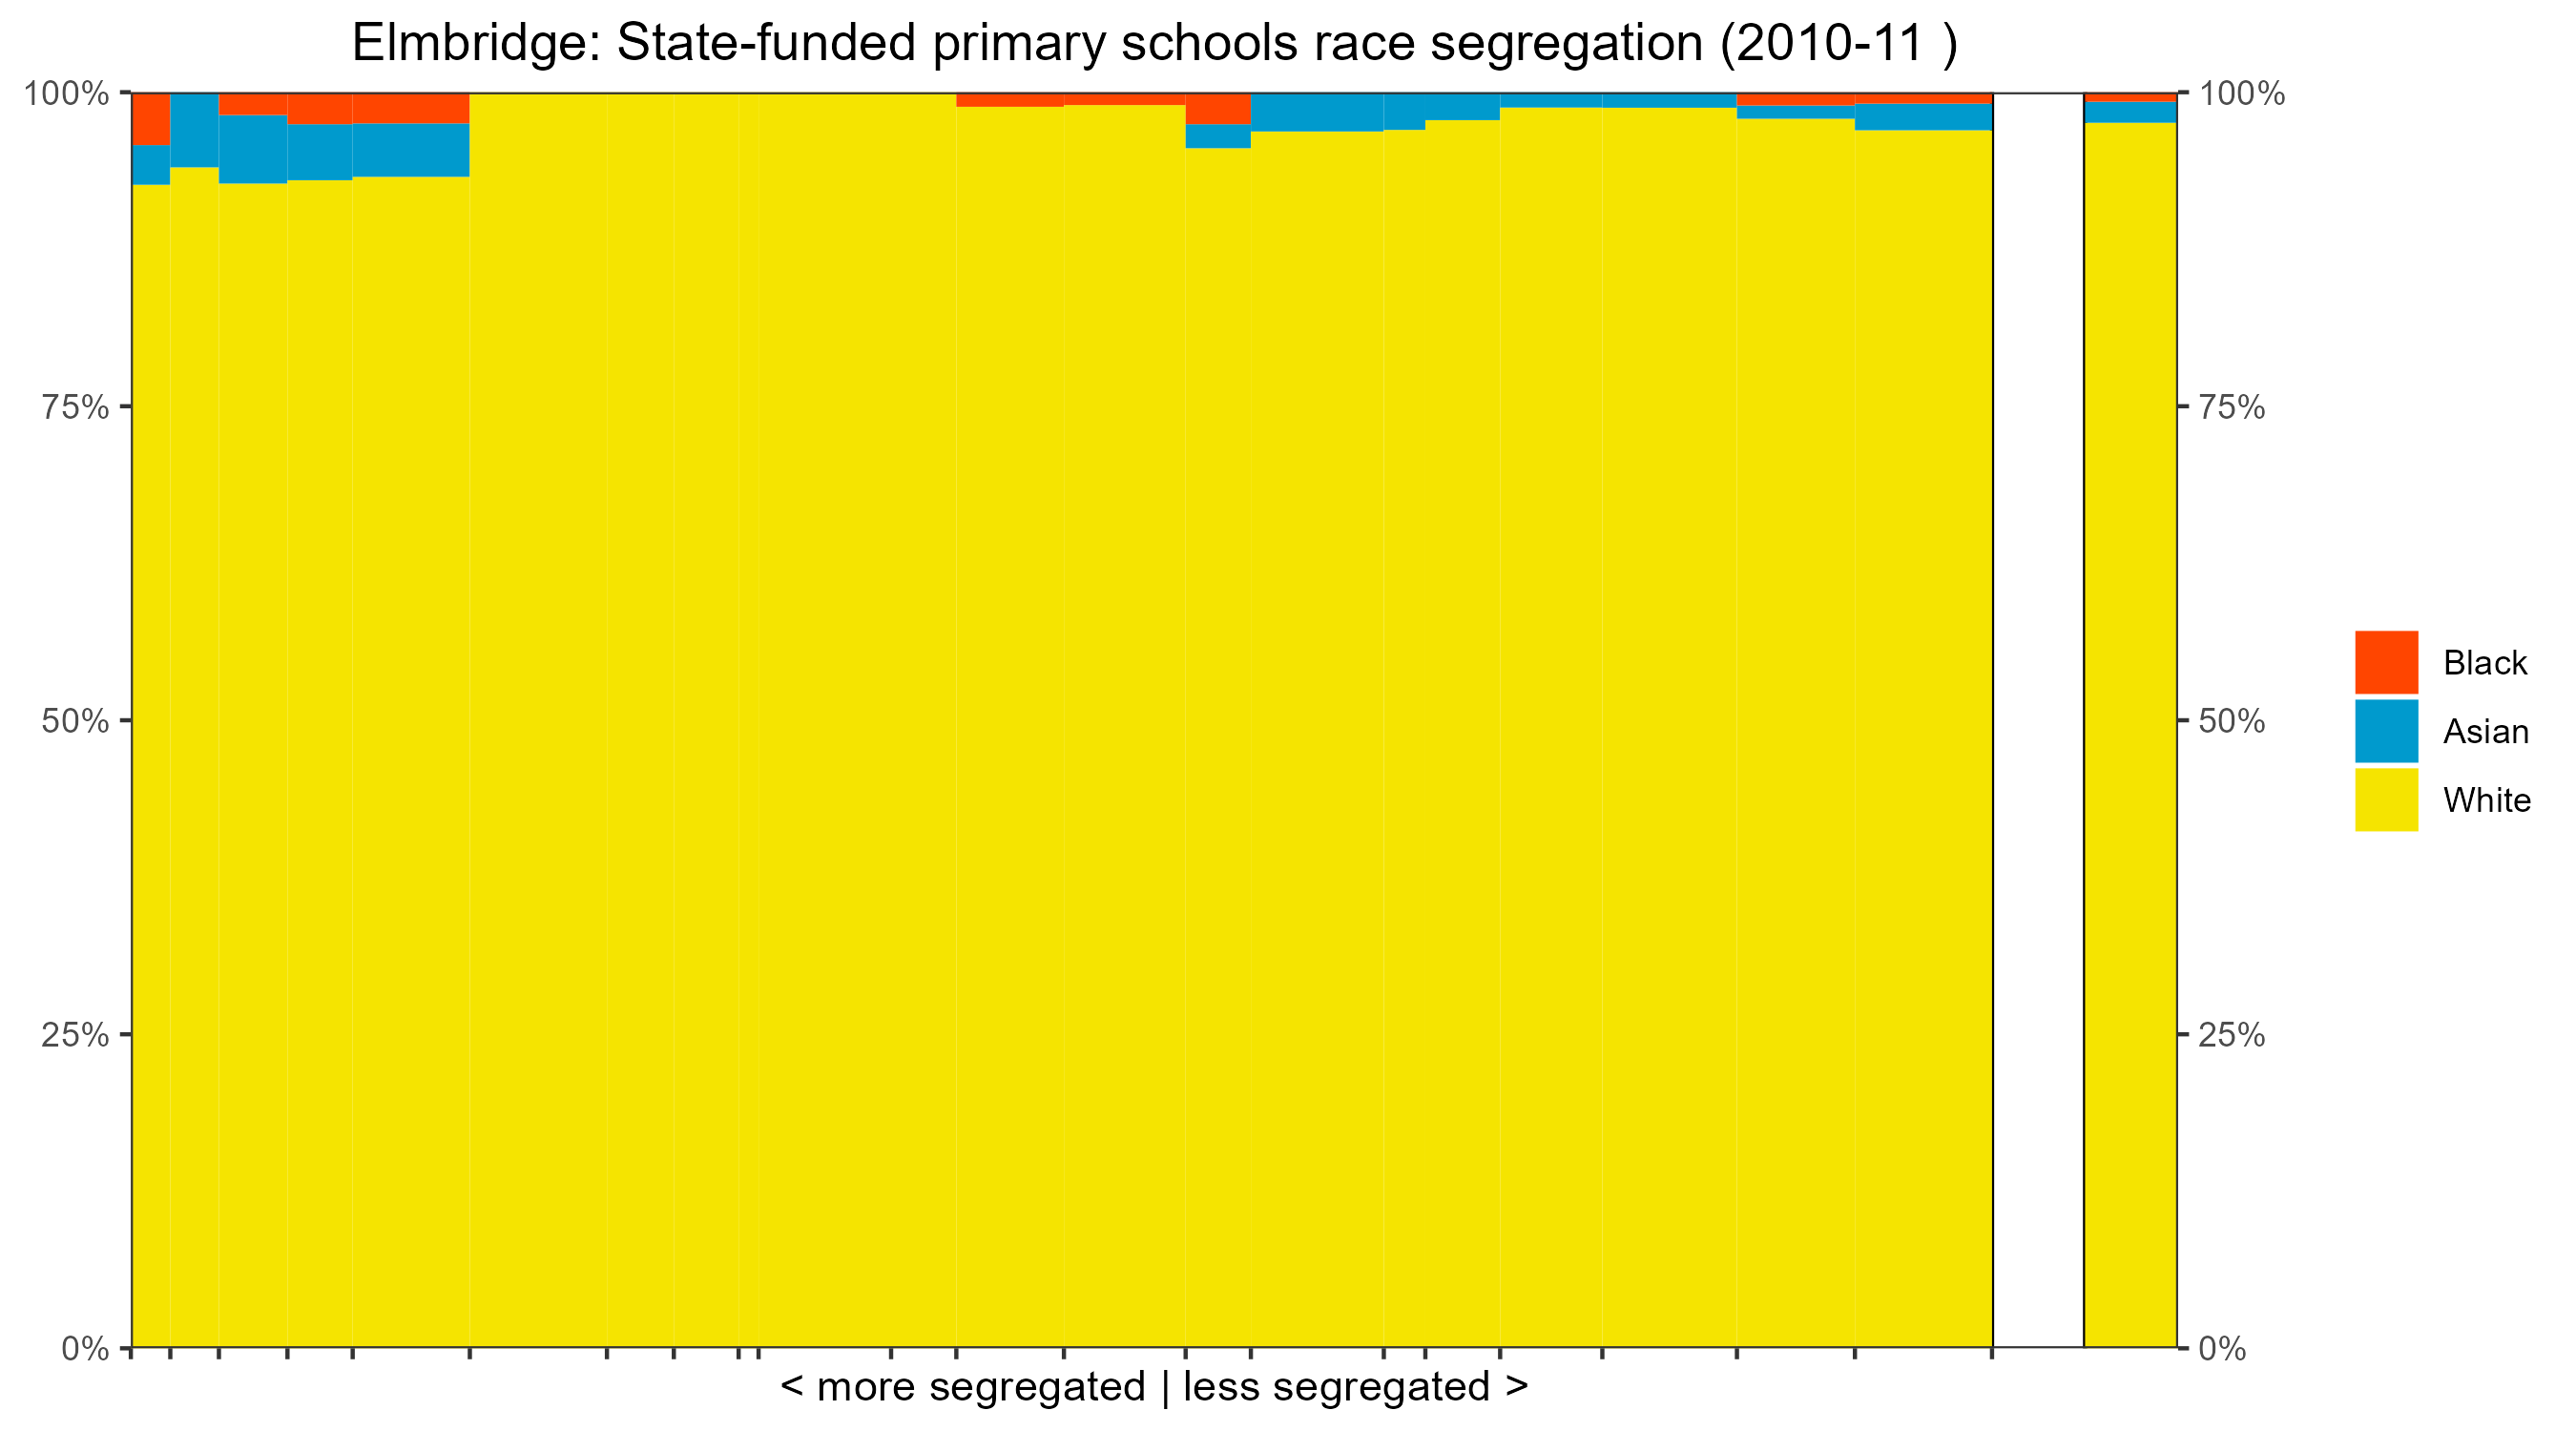 Elmbridge: State-funded primary schools race segregation (2010-11 )
100%
75%
50%
25%
0%
100%
75%
50%
25%
0%
Black
Asian
White
< more segregated | less segregated >